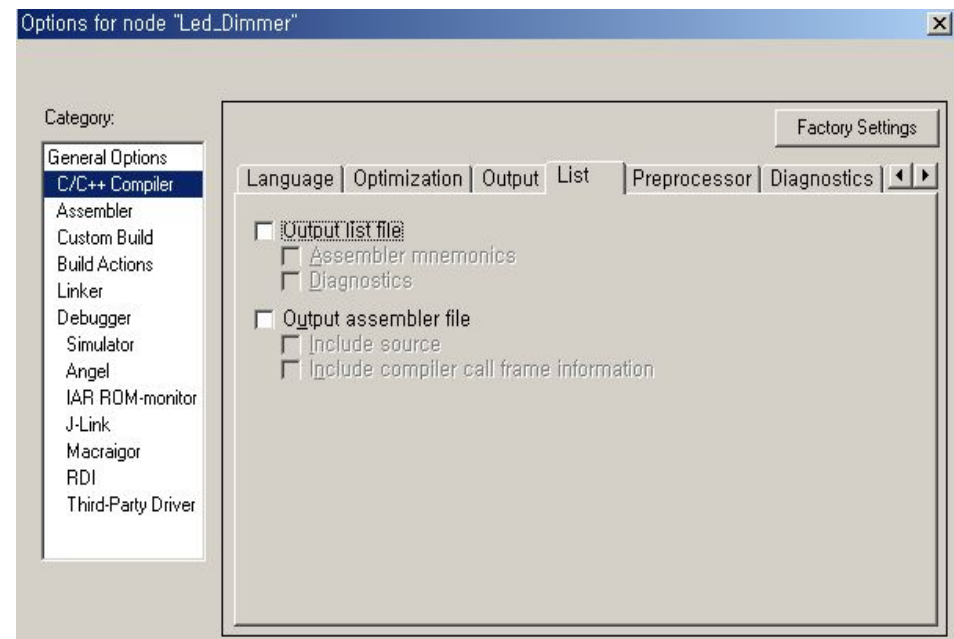 Options for node "Led_Dimmer"
Category:
Factory Settings
General Options
C/C++ Compiler
Assembler
Custom Build
Build Actions
Linker
Debugger
Simulator
Angel
IAR ROM-monitor
J-Link
Macraigor
RDI
Third-Party Driver
Language Optimization Output List Preprocessor Diagnostics
Output list file
Assembler mnemonics
Diagnostics
Output assembler file
Include source
Include compiler call frame information